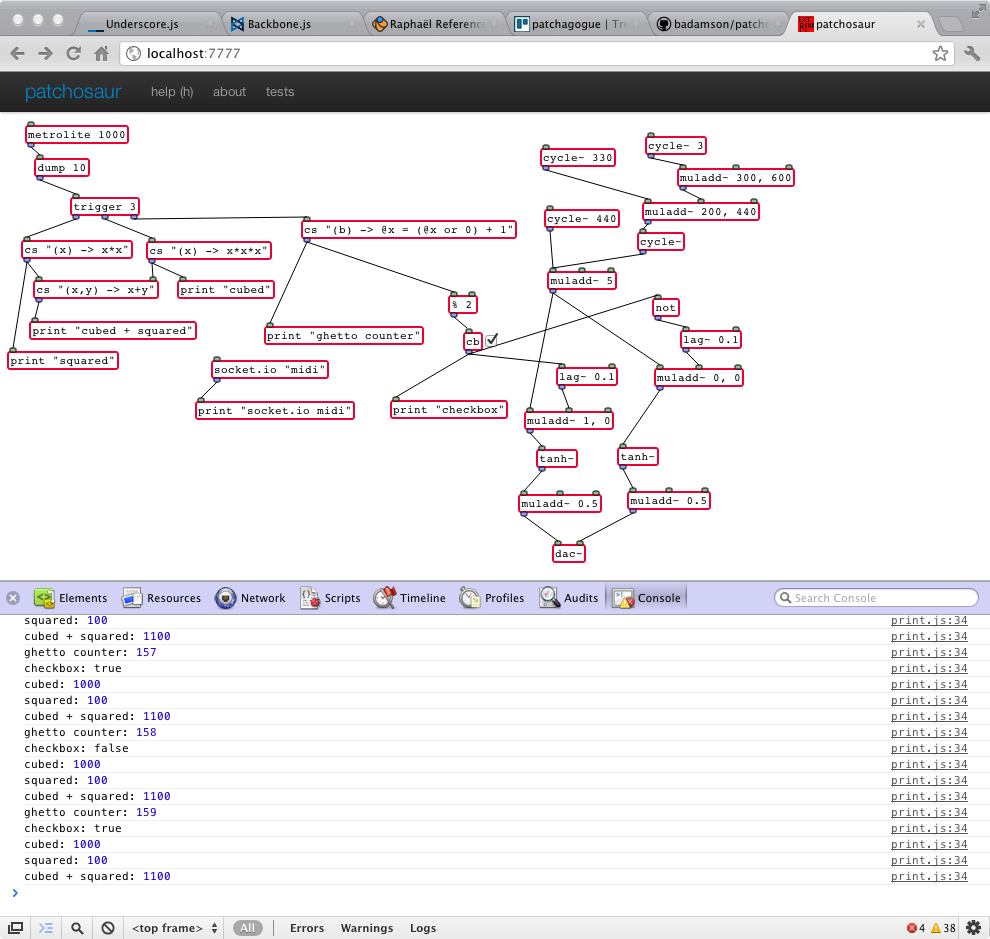 Underscore.js
Backbone.js
Raphaël Referenc
patchagogue | Tr
badamson/patch
patchosaur
localhost:7777
patchosaur help (h) about tests
metrolite 1000
cycle~ 3
cycle~ 330
dump 10
muladd~ 300, 600
trigger 3
muladd~ 200, 440
cycle~ 440
cs "(b) -> @x = (@x or 0) + 1"
cycle~
cs "(x) -> x*x"
cs "(x) -> x*x*x"
muladd~ 5
cs "(x,y) -> x+y"
print "cubed"
% 2
not
print "cubed + squared"
print "ghetto counter"
cb
lag~ 0.1
print "squared"
socket.io "midi"
lag~ 0.1
muladd~ 0, 0
print "socket.io midi"
print "checkbox"
muladd~ 1, 0
tanh~
tanh~
muladd~ 0.5
muladd~ 0.5
dac~
Elements Resources Network Scripts Timeline Profiles Audits Console Search Console
squared: 100 print.js:34
cubed + squared: 1100 print.js:34
ghetto counter: 157 print.js:34
checkbox: true print.js:34
cubed: 1000 print.js:34
squared: 100 print.js:34
cubed + squared: 1100 print.js:34
ghetto counter: 158 print.js:34
checkbox: false print.js:34
cubed: 1000 print.js:34
squared: 100 print.js:34
cubed + squared: 1100 print.js:34
ghetto counter: 159 print.js:34
checkbox: true print.js:34
cubed: 1000 print.js:34
squared: 100 print.js:34
cubed + squared: 1100 print.js:34
<top frame> All Errors Warnings Logs 4 38